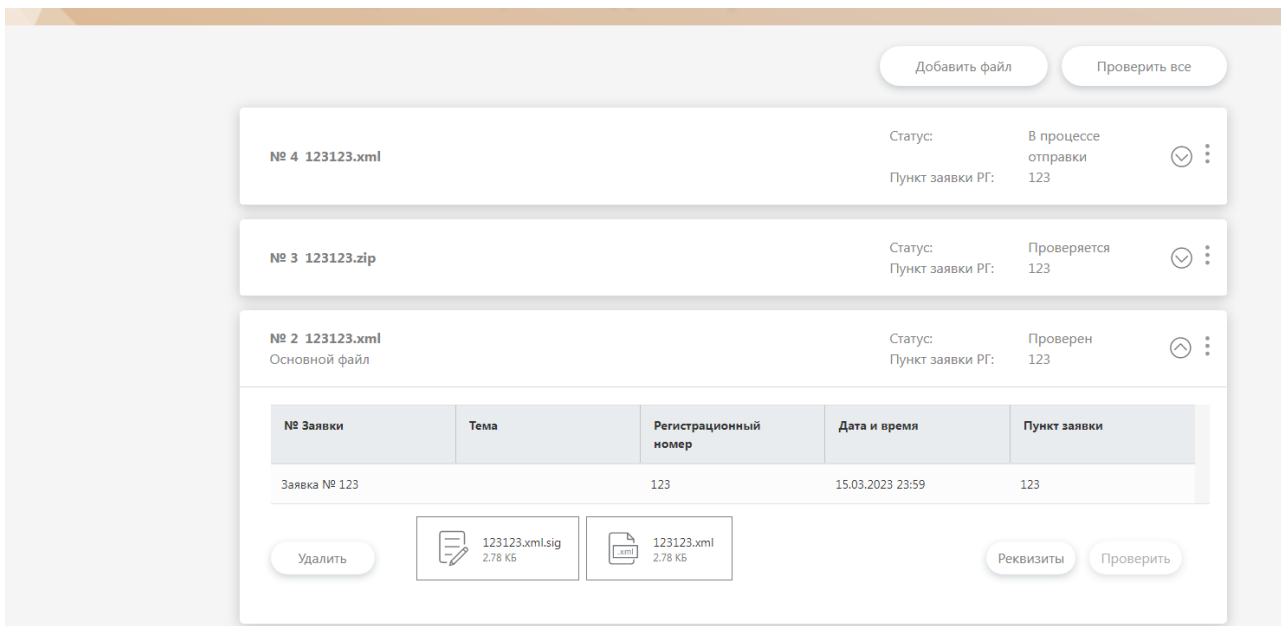 Добавить файл Проверить все
Статус: В процессе
№ 4 123123.xml отправки
Пункт заявки РГ: 123
Статус: Проверяется
№ 3 123123.zip
Пункт заявки РГ: 123
№ 2 123123.xml Статус: Проверен
Основной файл Пункт заявки РГ: 123
№ Заявки Тема Регистрационный Дата и время Пункт заявки
номер
Заявка № 123 123 15.03.2023 23:59 123
123123.xml.sig 123123.xml
Удалить .xml Реквизиты Проверить
2.78 КБ 2.78 КБ